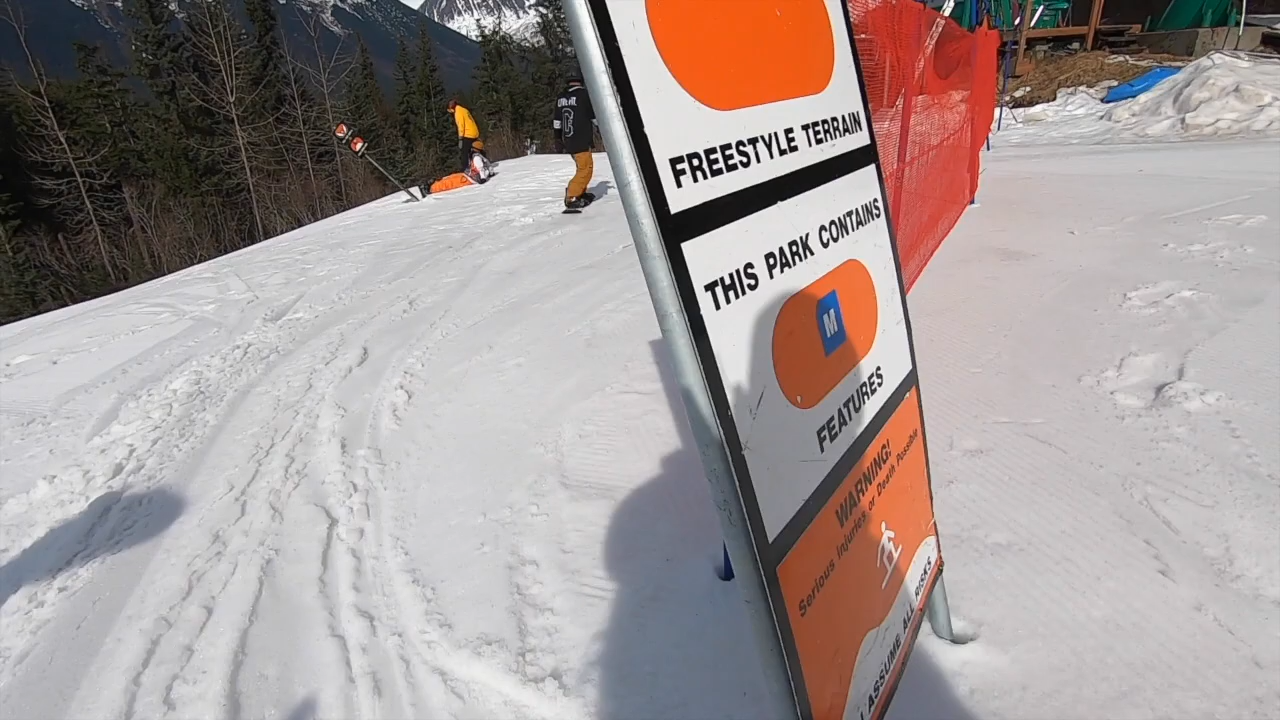 FREESTYLE TERRAIN
THIS PARK CONTAINS
M
FEATURES
WARNING!
Serious Injuries or Death Possible
ASSUME ALL RISKS